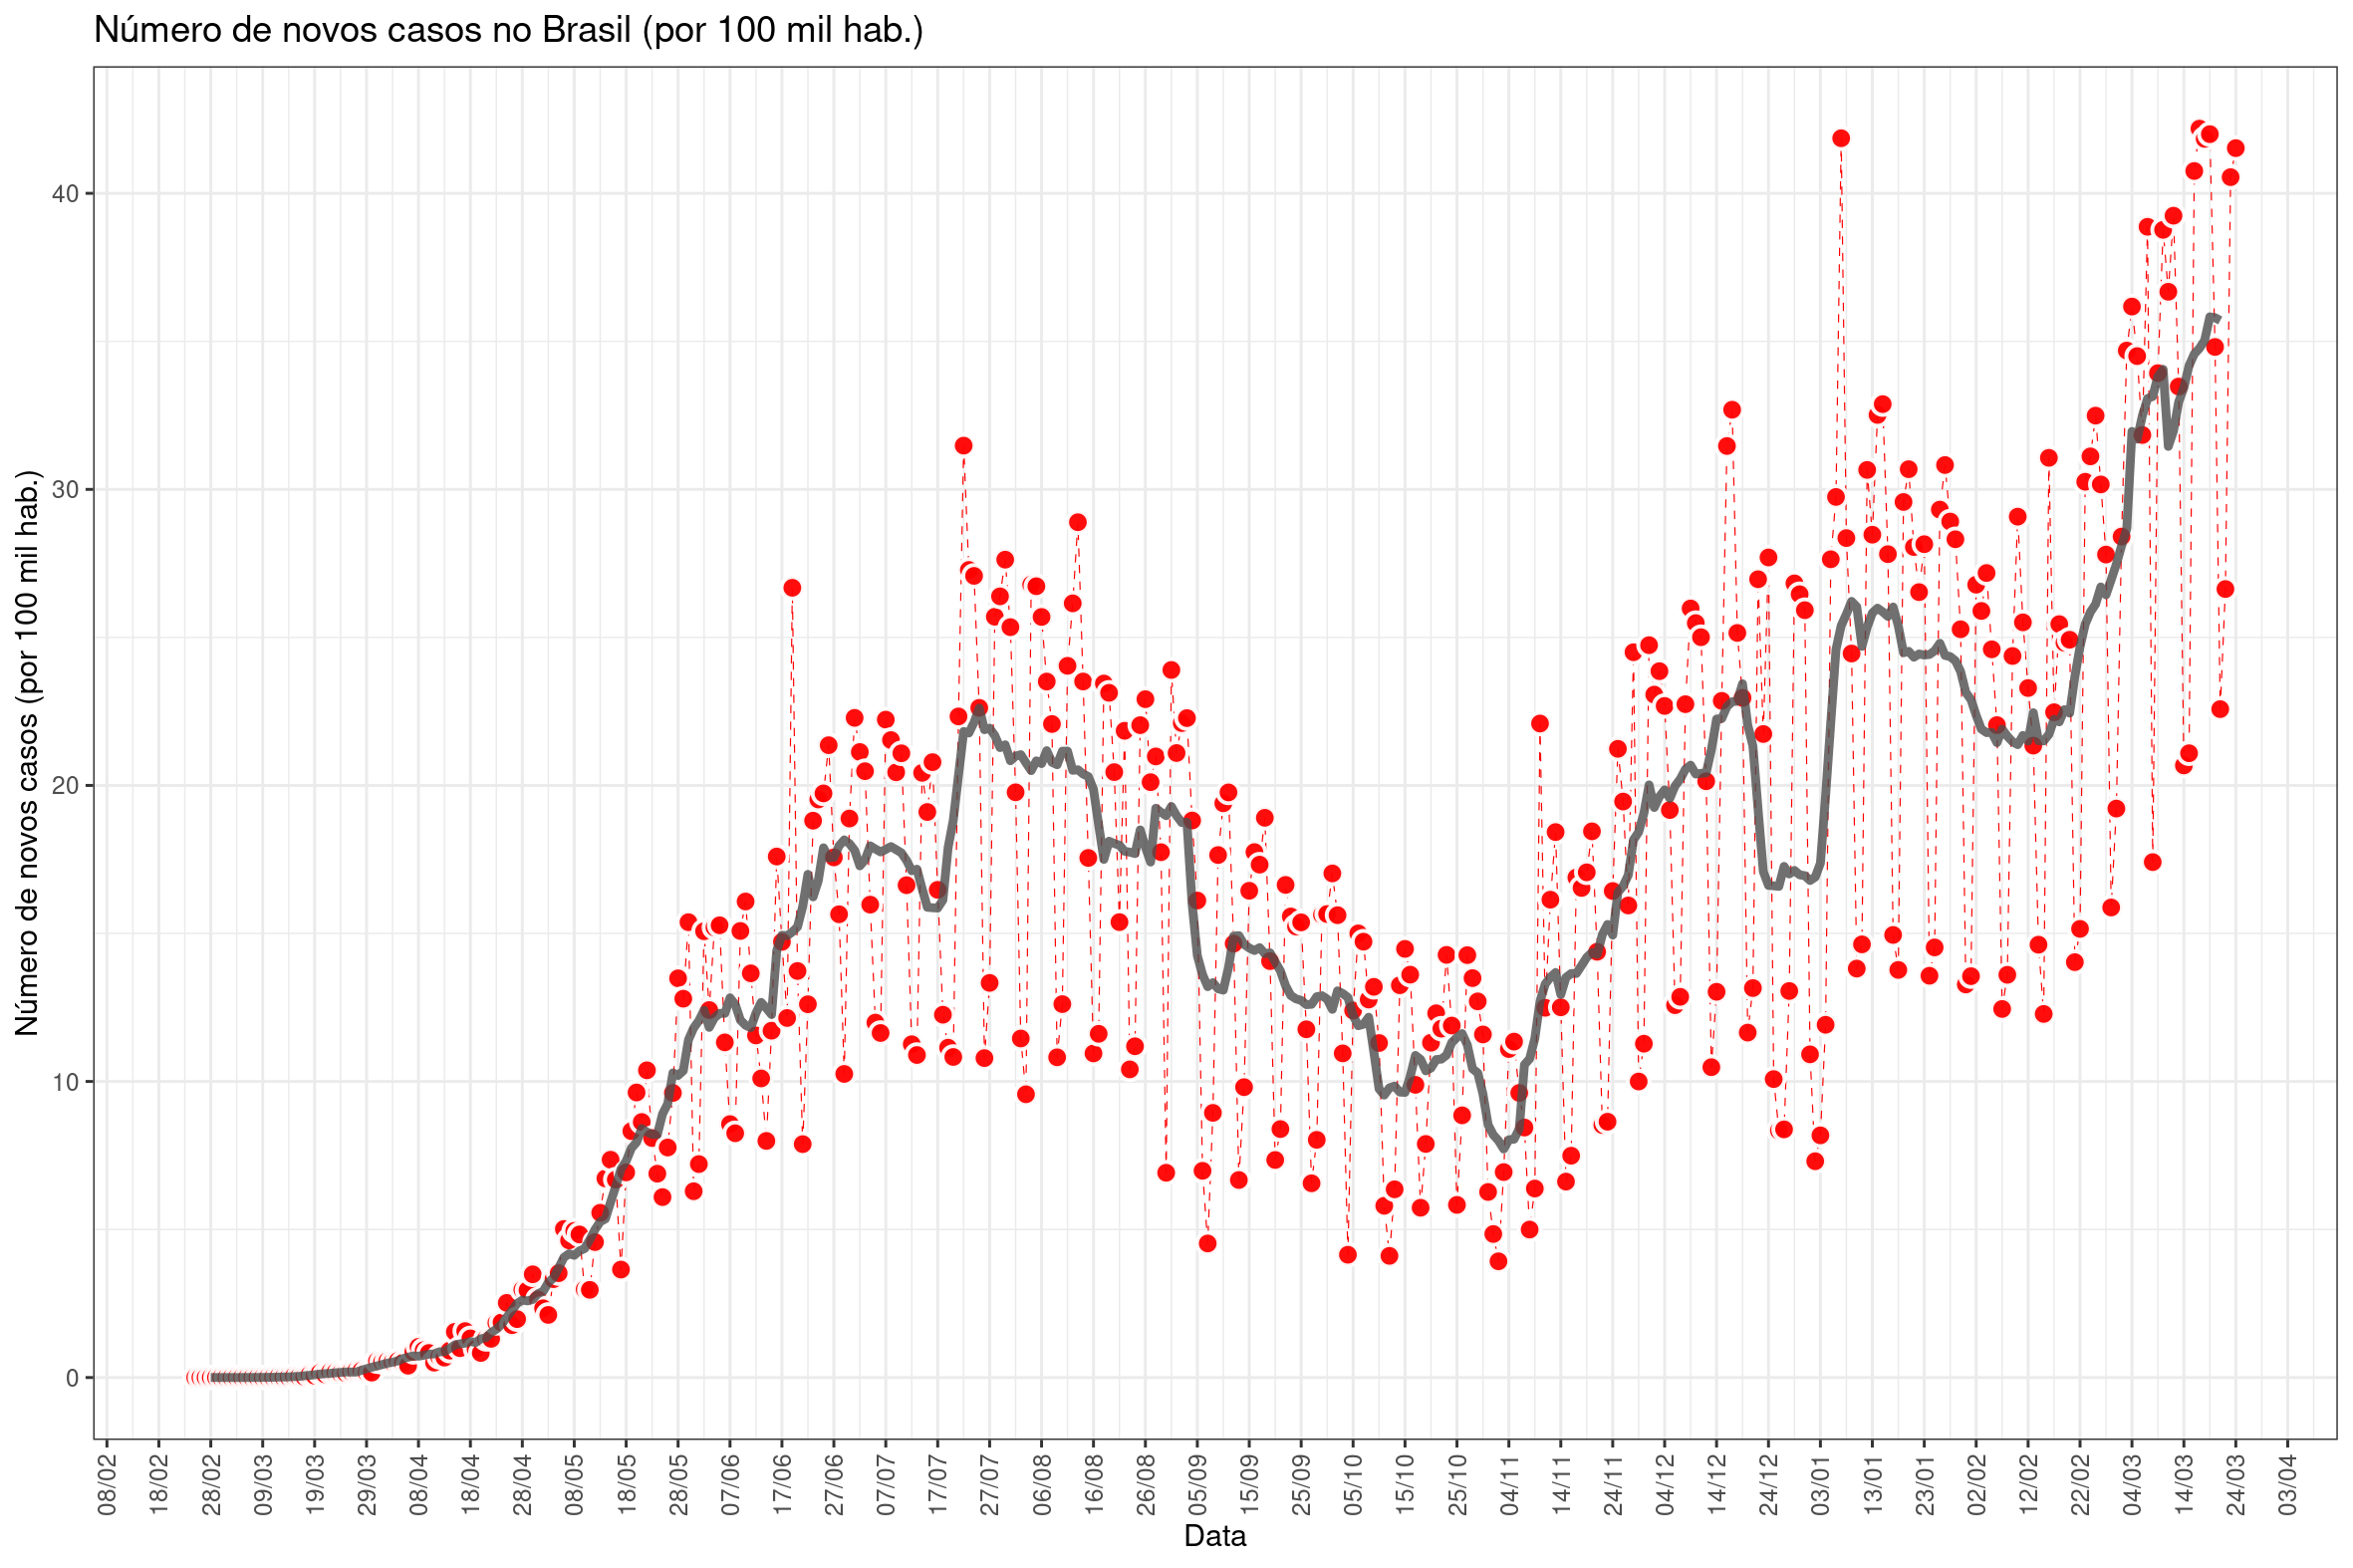 Número de novos casos no Brasil (por 100 mil hab.)
Número de novos casos (por 100 mil hab.)
40
30
20
10
0
08/02 18/02 28/02 09/03 19/03 29/03 08/04 18/04 28/04 08/05 18/05 28/05 07/06 17/06 27/06 07/07 17/07 27/07 06/08 16/08 26/08 05/09 15/09 25/09 05/10 15/10 25/10 04/11 14/11 24/11 04/12 14/12 24/12 03/01 13/01 23/01 02/02 12/02 22/02 04/03 14/03 24/03 03/04
Data